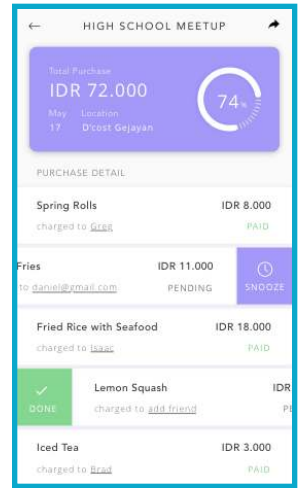 HIGH SCHOOL MEETUP
Total Purchase
IDR 72.000
74%
May Location
17 D'cost Gejayan
PURCHASE DETAIL
Spring Rolls IDR 8.000
charged to Greg PAID
Fries IDR 11.000
to daniel@gmail.com PENDING SNOOZE
Fried Rice with Seafood IDR 18.000
charged to Isaac PAID
Lemon Squash IDR
DONE charged to add friend PE
Iced Tea IDR 3.000
charged to Brad PAID